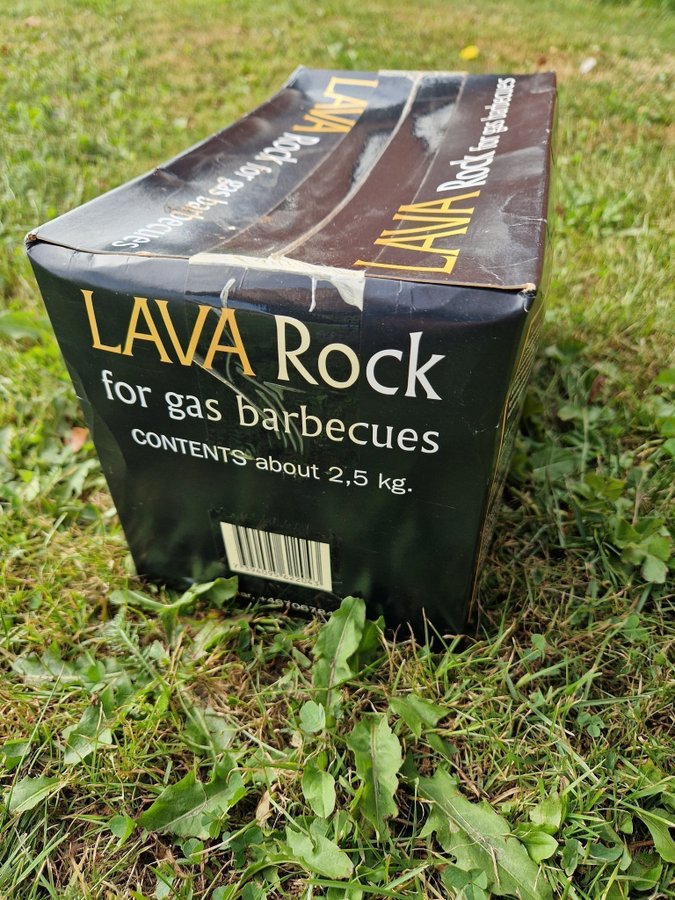 LAVA
Rock for gas barbecues
LAVA Rock for gas barbecues
LAVA Rock
for gas barbecues
CONTENTS about 2,5 kg.